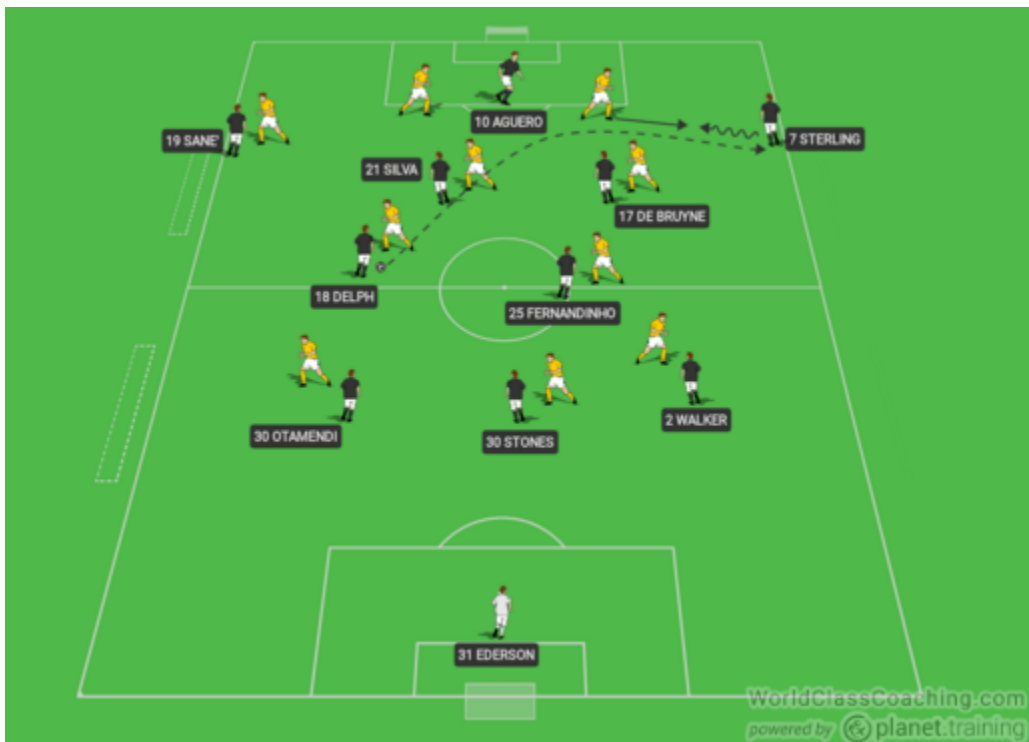 10 AGUERO
19 SANE'
7 STERLING
21 SILVA
17 DE BRUYNE
18 DELPH
25 FERNANDINHO
30 OTAMENDI
30 STONES
2 WALKER
31 EDERSON
WorldClassCoaching.com
powered by planet.training